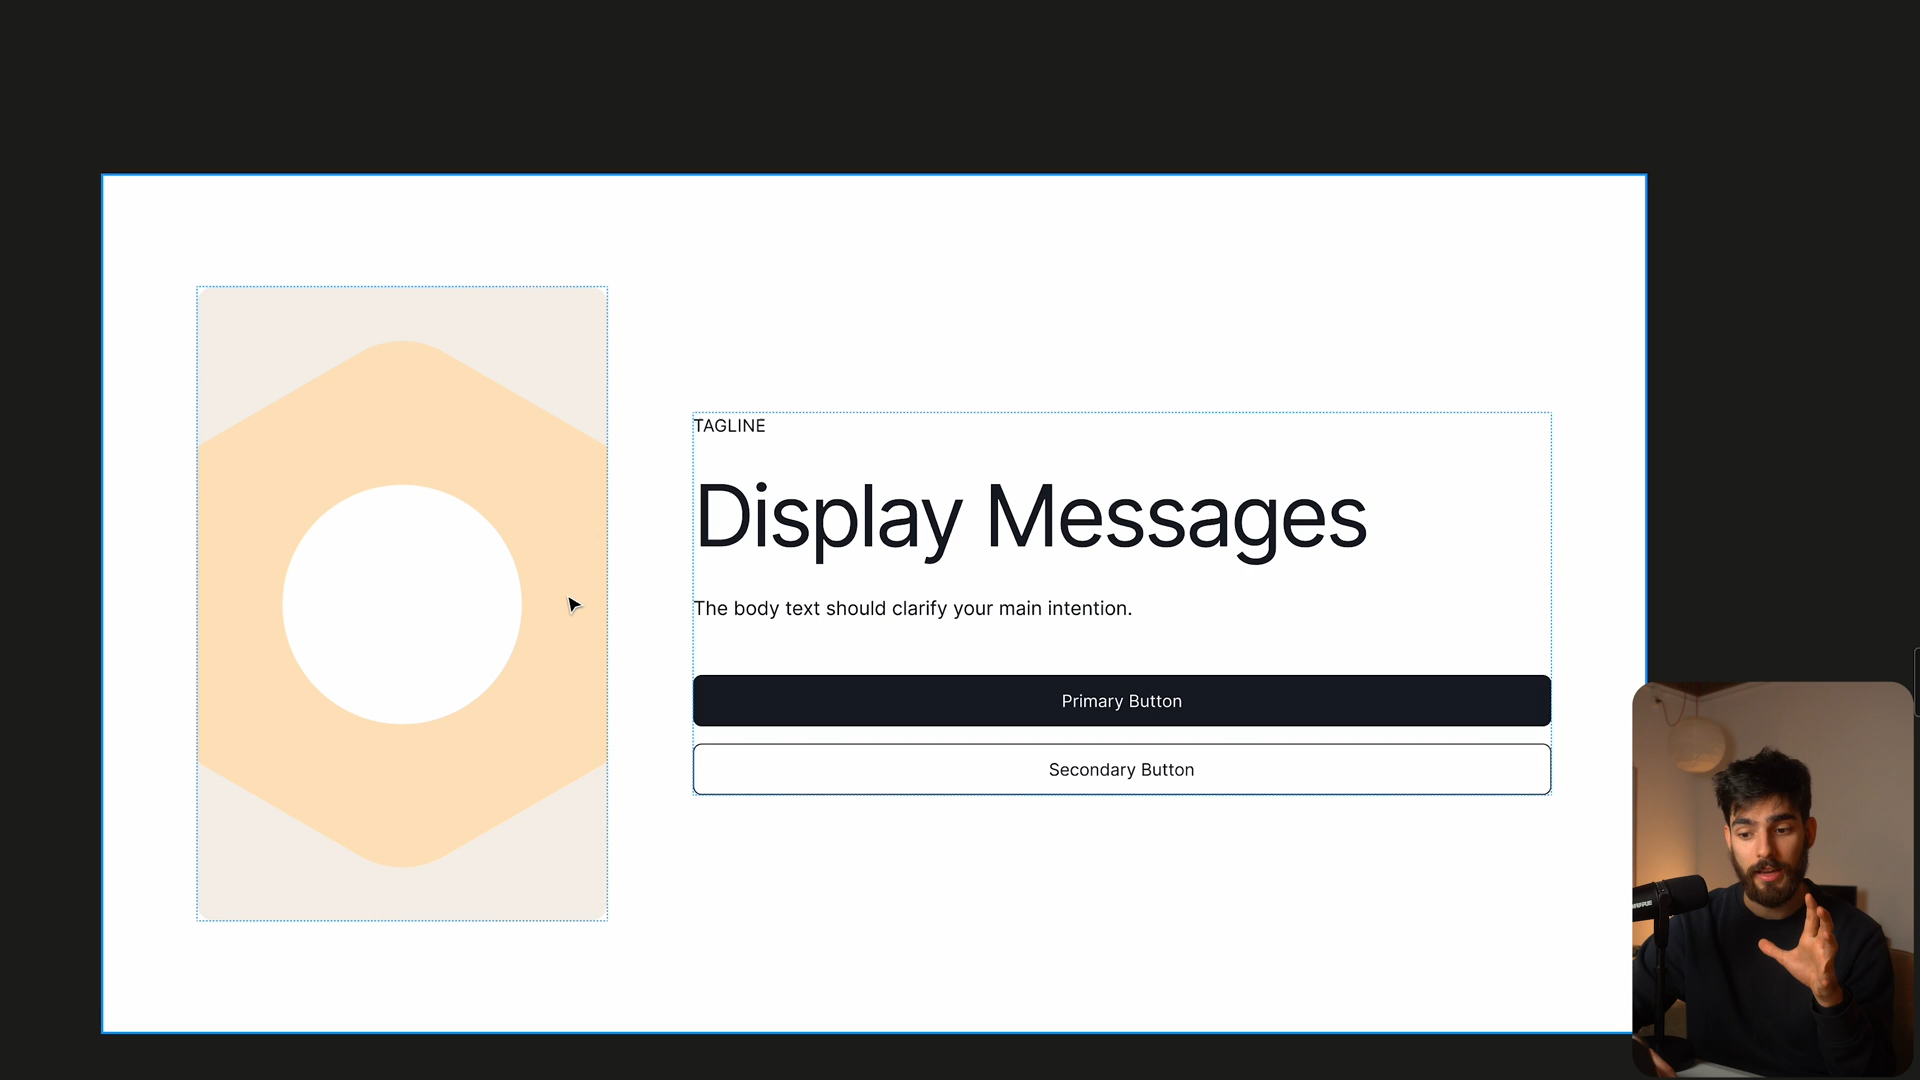 TAGLINE
Display Messages
The body text should clarify your main intention.
Primary Button
Secondary Button